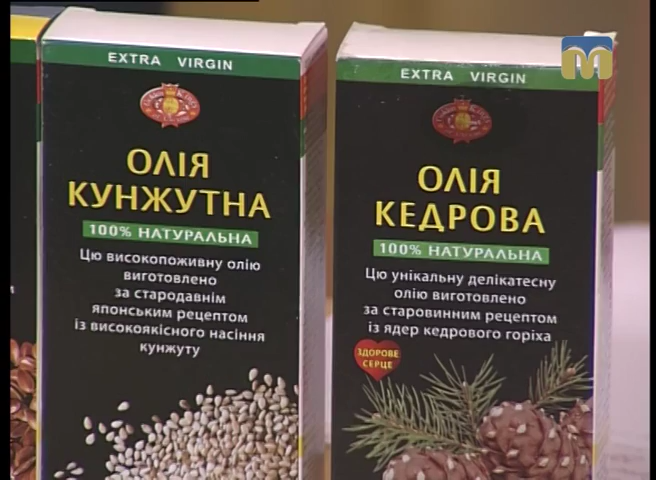 EXTRA VIRGIN
ОЛІЯ
КУНЖУТНА
100% НАТУРАЛЬНА
Цю високопоживну олію
виготовлено
за стародавнім
японським рецептом
із високоякісного насіння
кунжуту
EXTRA VIRGIN
ОЛІЯ
КЕДРОВА
100% НАТУРАЛЬНА
Цю унікальну делікатесну
олію виготовлено
за старовинним рецептом
із ядер кедрового горіха
ЗДОРОВЕ
СЕРЦЕ
M